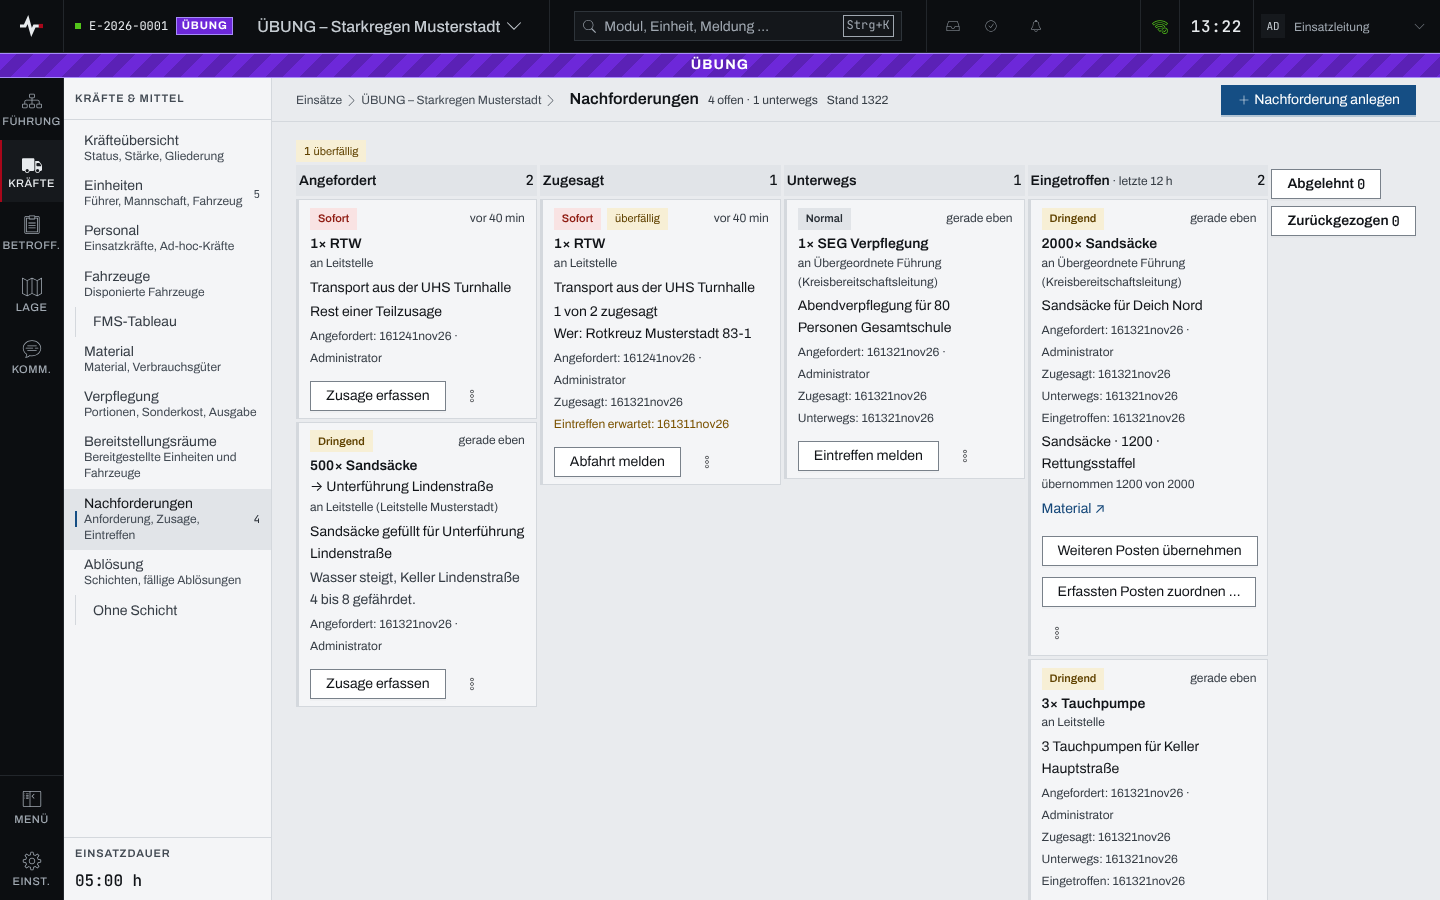 E-2026-0001 ÜBUNG ÜBUNG – Starkregen Musterstadt
Modul, Einheit, Meldung ... Strg+K
13:22
AD Einsatzleitung
ÜBUNG
FÜHRUNG
KRÄFTE
BETROFF.
LAGE
KOMM.
MENÜ
EINST.
KRÄFTE & MITTEL
Kräfteübersicht
Status, Stärke, Gliederung
Einheiten
Führer, Mannschaft, Fahrzeug 5
Personal
Einsatzkräfte, Ad-hoc-Kräfte
Fahrzeuge
Disponierte Fahrzeuge
FMS-Tableau
Material
Material, Verbrauchsgüter
Verpflegung
Portionen, Sonderkost, Ausgabe
Bereitstellungsräume
Bereitgestellte Einheiten und
Fahrzeuge
Nachforderungen
Anforderung, Zusage, 4
Eintreffen
Ablösung
Schichten, fällige Ablösungen
Ohne Schicht
EINSATZDAUER
05:00 h
Einsätze ÜBUNG – Starkregen Musterstadt Nachforderungen 4 offen · 1 unterwegs Stand 1322
+ Nachforderung anlegen
1 überfällig
Angefordert 2
Sofort vor 40 min
1× RTW
an Leitstelle
Transport aus der UHS Turnhalle
Rest einer Teilzusage
Angefordert: 161241nov26 ·
Administrator
Zusage erfassen
Dringend gerade eben
500× Sandsäcke
→ Unterführung Lindenstraße
an Leitstelle (Leitstelle Musterstadt)
Sandsäcke gefüllt für Unterführung
Lindenstraße
Wasser steigt, Keller Lindenstraße
4 bis 8 gefährdet.
Angefordert: 161321nov26 ·
Administrator
Zusage erfassen
Zugesagt 1
Sofort überfällig vor 40 min
1× RTW
an Leitstelle
Transport aus der UHS Turnhalle
1 von 2 zugesagt
Wer: Rotkreuz Musterstadt 83-1
Angefordert: 161241nov26 ·
Administrator
Zugesagt: 161321nov26
Eintreffen erwartet: 161311nov26
Abfahrt melden
Unterwegs 1
Normal gerade eben
1× SEG Verpflegung
an Übergeordnete Führung
(Kreisbereitschaftsleitung)
Abendverpflegung für 80
Personen Gesamtschule
Angefordert: 161321nov26 ·
Administrator
Zugesagt: 161321nov26
Unterwegs: 161321nov26
Eintreffen melden
Eingetroffen · letzte 12 h 2
Dringend gerade eben
2000× Sandsäcke
an Übergeordnete Führung
(Kreisbereitschaftsleitung)
Sandsäcke für Deich Nord
Angefordert: 161321nov26 ·
Administrator
Zugesagt: 161321nov26
Unterwegs: 161321nov26
Eingetroffen: 161321nov26
Sandsäcke · 1200 ·
Rettungsstaffel
übernommen 1200 von 2000
Material ↗
Weiteren Posten übernehmen
Erfassten Posten zuordnen ...
Dringend gerade eben
3× Tauchpumpe
an Leitstelle
3 Tauchpumpen für Keller
Hauptstraße
Angefordert: 161321nov26 ·
Administrator
Zugesagt: 161321nov26
Unterwegs: 161321nov26
Eingetroffen: 161321nov26
Abgelehnt 0
Zurückgezogen 0